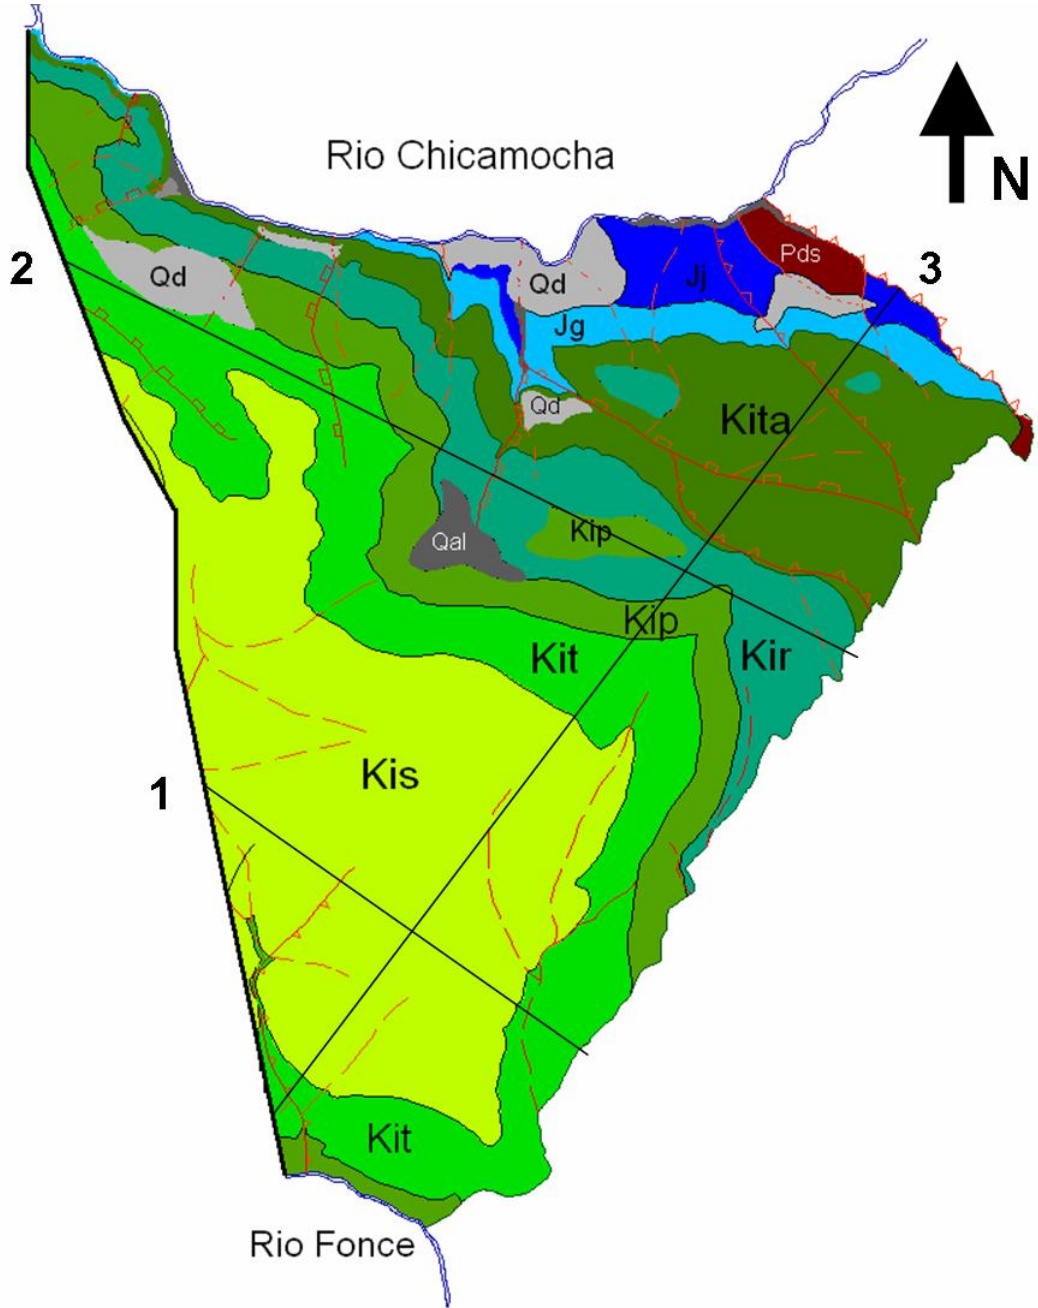 Rio Chicamocha
N
2
3
Pds
Qd
Qd
Jj
Jg
Qd
Kita
Kip
Qal
Kip
Kit
Kir
Kis
1
Kit
Rio Fonce